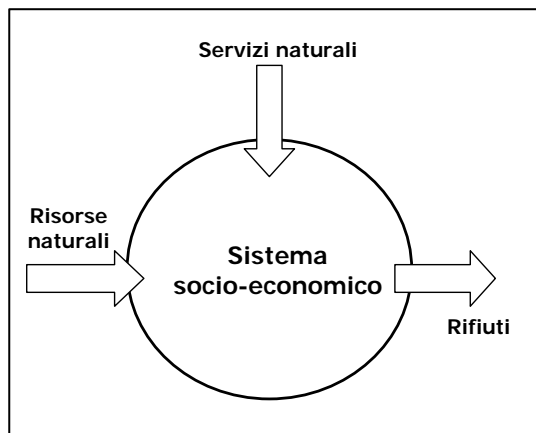 Servizi naturali
Risorse
naturali
Sistema
socio-economico
Rifiuti